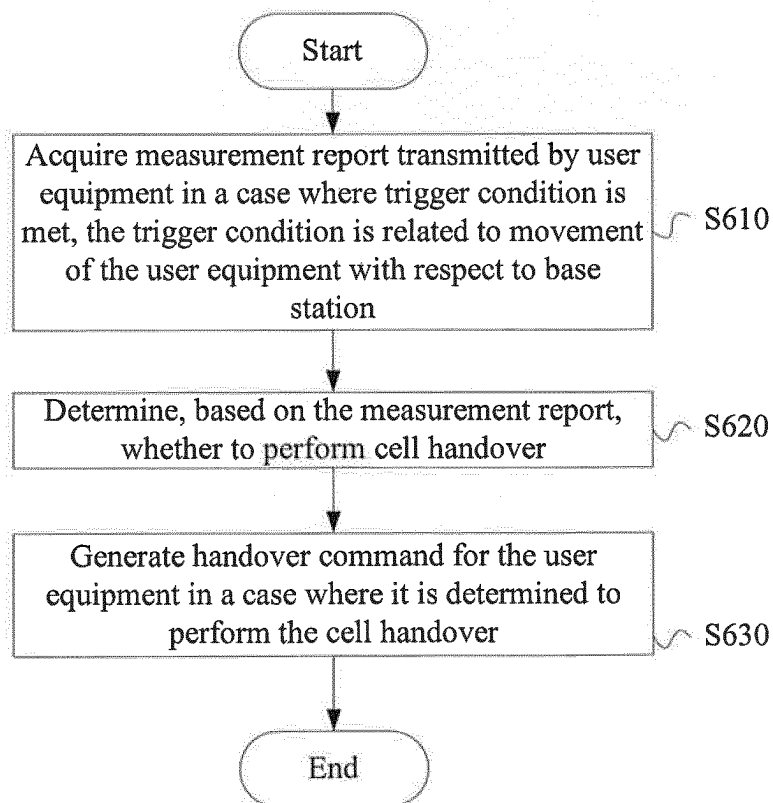 Start
Acquire measurement report transmitted by user
equipment in a case where trigger condition is
met, the trigger condition is related to movement
of the user equipment with respect to base
station
S610
Determine, based on the measurement report,
whether to perform cell handover
S620
Generate handover command for the user
equipment in a case where it is determined to
perform the cell handover
S630
End